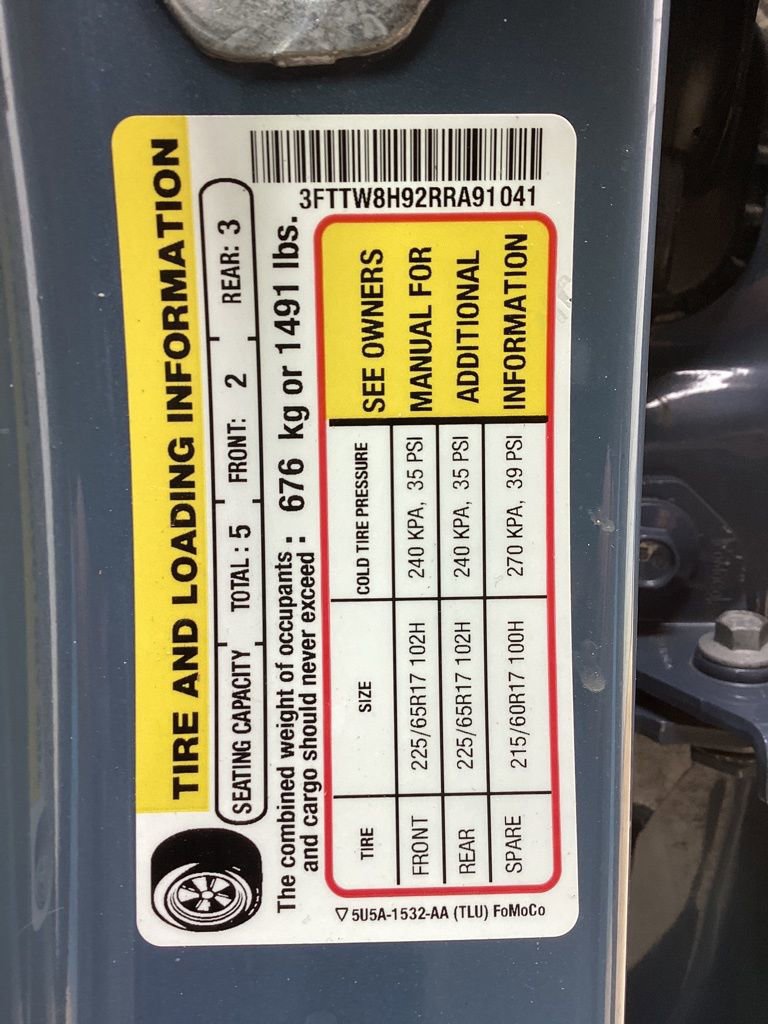 TIRE AND LOADING INFORMATION
SEATING CAPACITY TOTAL: 5 FRONT: 2 REAR: 3
The combined weight of occupants and cargo should never exceed : 676 kg or 1491 lbs.
3FTTW8H92RRA91041
TIRE SIZE COLD TIRE PRESSURE
FRONT 225/65R17 102H 240 KPA, 35 PSI
REAR 225/65R17 102H 240 KPA, 35 PSI
SPARE 215/60R17 100H 270 KPA, 39 PSI
SEE OWNERS
MANUAL FOR
ADDITIONAL
INFORMATION
5U5A-1532-AA (TLU) FoMoCo